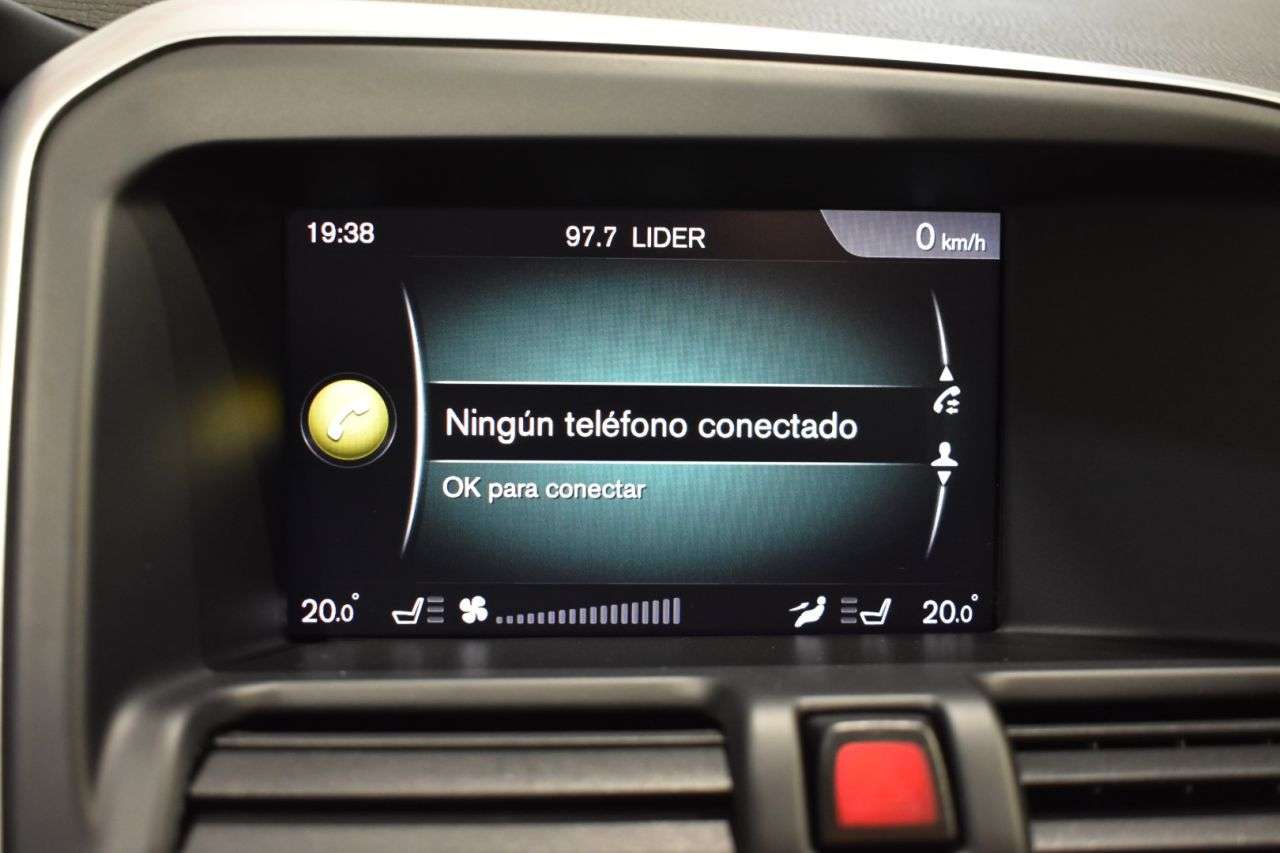 19:38 97.7 LIDER 0 km/h
Ningún teléfono conectado
OK para conectar
20.0° 20.0°